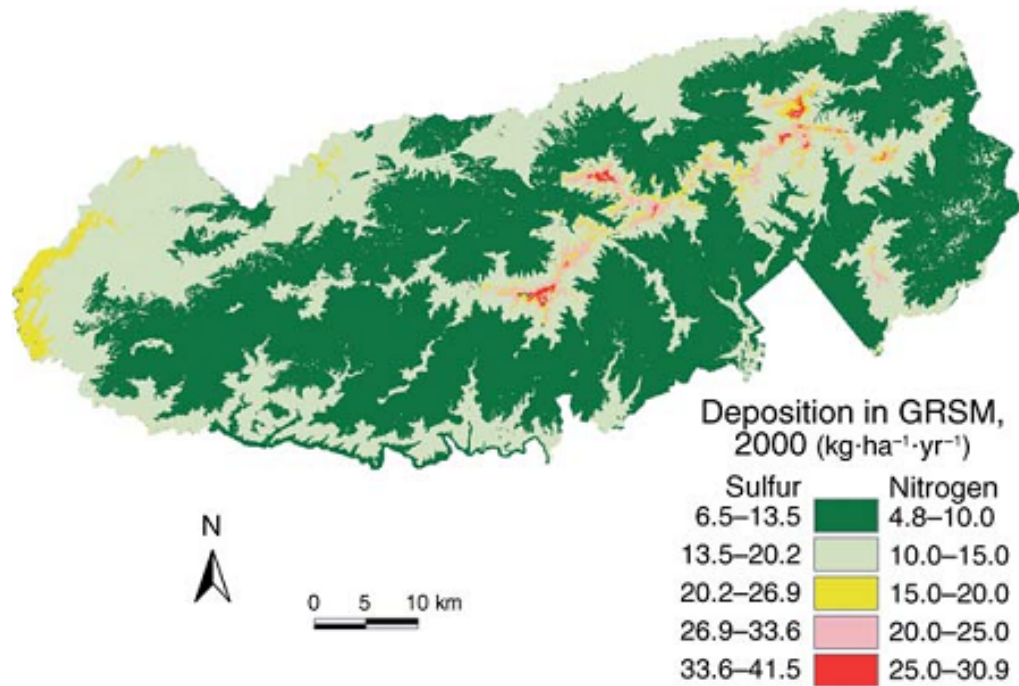 Deposition in GRSM,
2000 (kg·ha⁻¹·yr⁻¹)
Sulfur Nitrogen
6.5–13.5 4.8–10.0
13.5–20.2 10.0–15.0
20.2–26.9 15.0–20.0
26.9–33.6 20.0–25.0
33.6–41.5 25.0–30.9
N
0 5 10 km